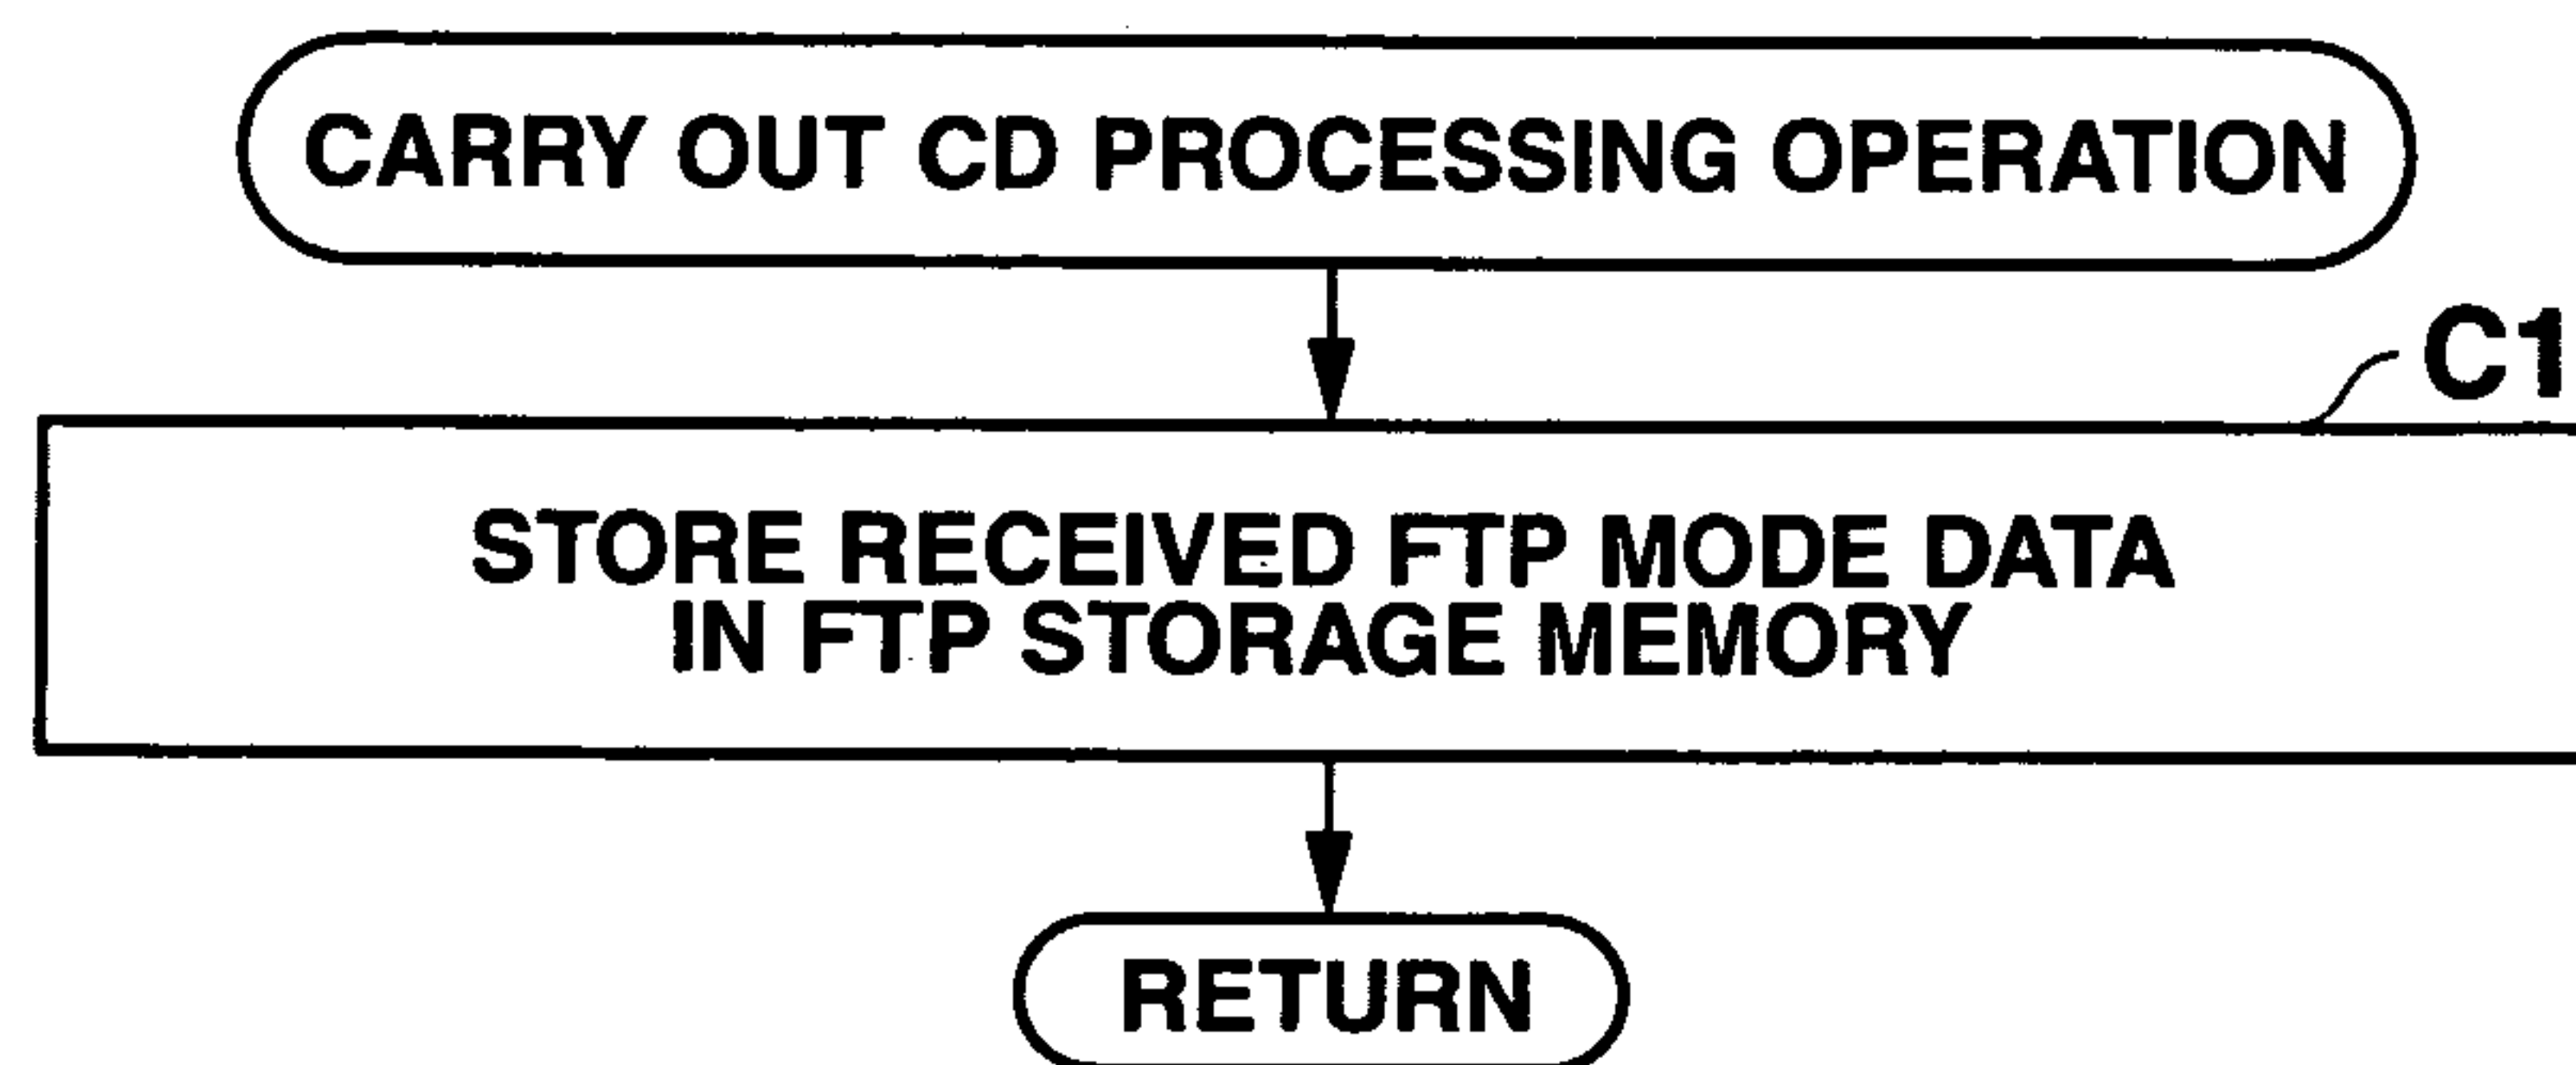 CARRY OUT CD PROCESSING OPERATION
C1
STORE RECEIVED FTP MODE DATA
IN FTP STORAGE MEMORY
RETURN